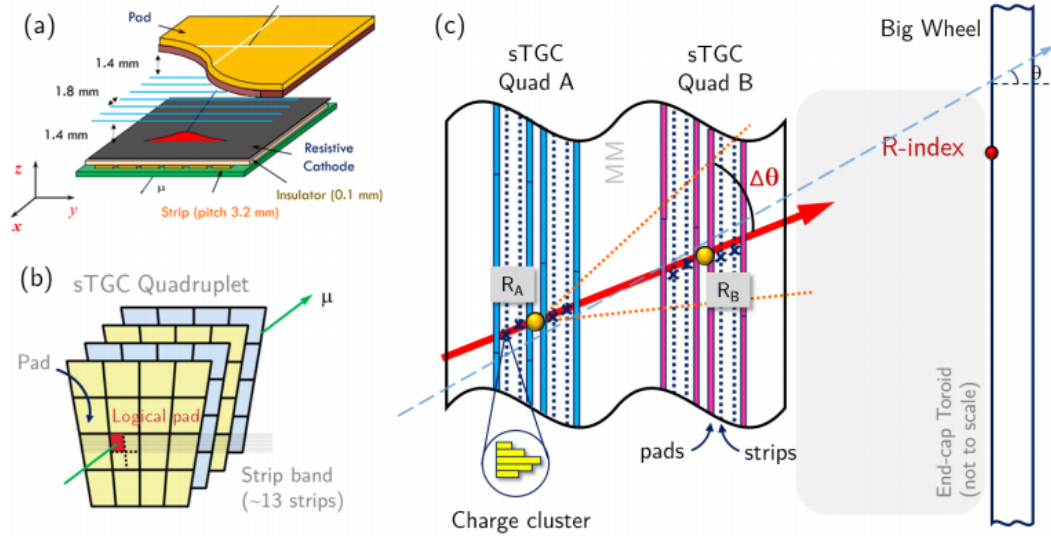 (a)
Pad
1.4 mm
1.8 mm
1.4 mm
Resistive
Cathode
μ
Insulator (0.1 mm)
Strip (pitch 3.2 mm)
z
y
x
(b)
sTGC Quadruplet
μ
Pad
Logical pad
Strip band
(~13 strips)
(c)
sTGC
Quad A
sTGC
Quad B
Big Wheel
θ
R-index
MM
Δθ
R_A
R_B
pads
strips
Charge cluster
End-cap Toroid
(not to scale)